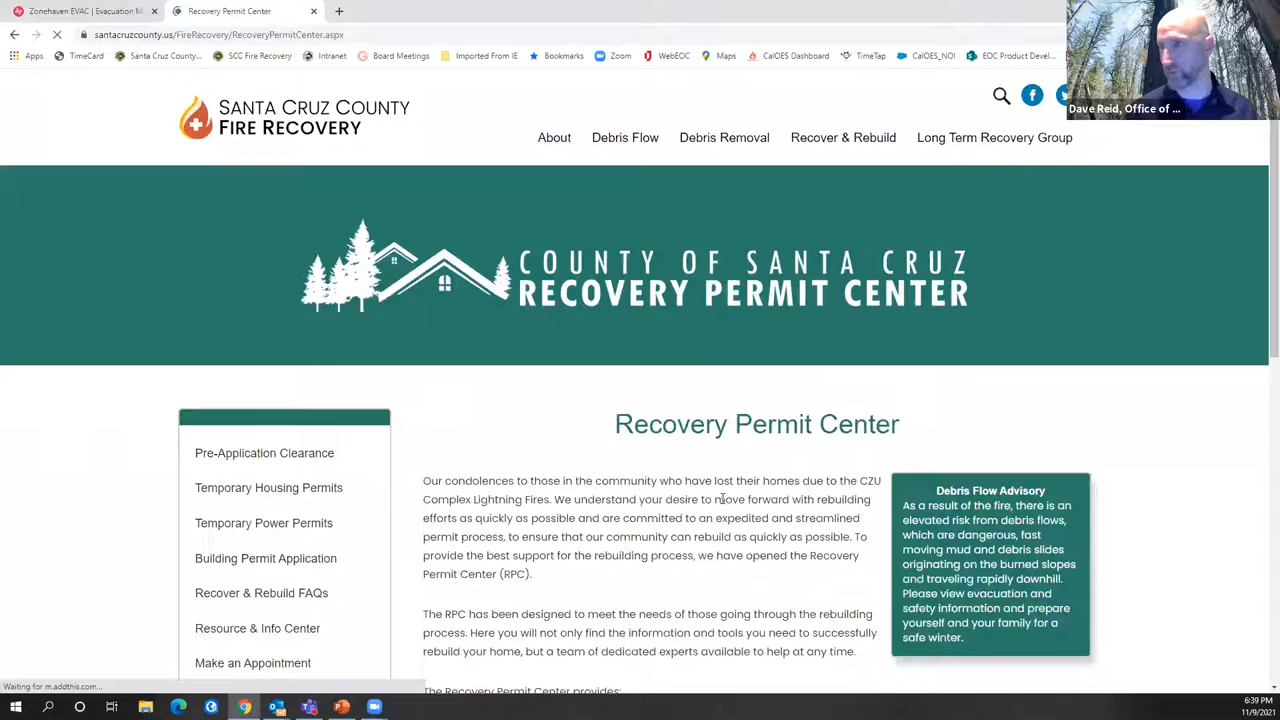 Zonehaven EVAC | Evacuation M
Recovery Permit Center
santacruzcounty.us/FireRecovery/RecoveryPermitCenter.aspx
Apps TimeCard Santa Cruz County... SCC Fire Recovery Intranet Board Meetings Imported From IE Bookmarks Zoom WebEOC Maps CalOES Dashboard TimeTap CalOES_NOI EOC Product Devel...
Dave Reid, Office of ...
SANTA CRUZ COUNTY
FIRE RECOVERY
About Debris Flow Debris Removal Recover & Rebuild Long Term Recovery Group
COUNTY OF SANTA CRUZ
RECOVERY PERMIT CENTER
Pre-Application Clearance
Temporary Housing Permits
Temporary Power Permits
Building Permit Application
Recover & Rebuild FAQs
Resource & Info Center
Make an Appointment
Recovery Permit Center
Our condolences to those in the community who have lost their homes due to the CZU
Complex Lightning Fires. We understand your desire to move forward with rebuilding
efforts as quickly as possible and are committed to an expedited and streamlined
permit process, to ensure that our community can rebuild as quickly as possible. To
provide the best support for the rebuilding process, we have opened the Recovery
Permit Center (RPC).
The RPC has been designed to meet the needs of those going through the rebuilding
process. Here you will not only find the information and tools you need to successfully
rebuild your home, but a team of dedicated experts available to help at any time.
The Recovery Permit Center provides:
Debris Flow Advisory
As a result of the fire, there is an
elevated risk from debris flows,
which are dangerous, fast
moving mud and debris slides
originating on the burned slopes
and traveling rapidly downhill.
Please view evacuation and
safety information and prepare
yourself and your family for a
safe winter.
Waiting for m.addthis.com...
6:39 PM
11/9/2021